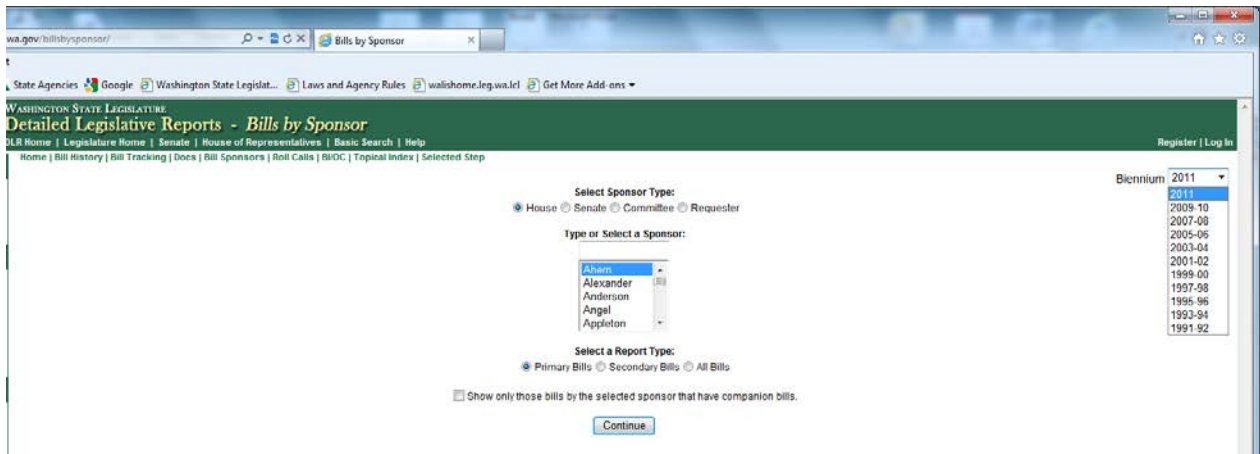 wa.gov/billsbysponsor/
Bills by Sponsor
State Agencies Google Washington State Legislat... Laws and Agency Rules walishome.leg.wa.lcl Get More Add-ons
WASHINGTON STATE LEGISLATURE
Detailed Legislative Reports - Bills by Sponsor
DLR Home | Legislature Home | Senate | House of Representatives | Basic Search | Help Register | Log In
Home | Bill History | Bill Tracking | Docs | Bill Sponsors | Roll Calls | BI/OC | Topical Index | Selected Step
Biennium 2011
2011
2009-10
2007-08
2005-06
2003-04
2001-02
1999-00
1997-98
1995-96
1993-94
1991-92
Select Sponsor Type:
House Senate Committee Requester
Type or Select a Sponsor:
Ahern
Alexander
Anderson
Angel
Appleton
Select a Report Type:
Primary Bills Secondary Bills All Bills
Show only those bills by the selected sponsor that have companion bills.
Continue